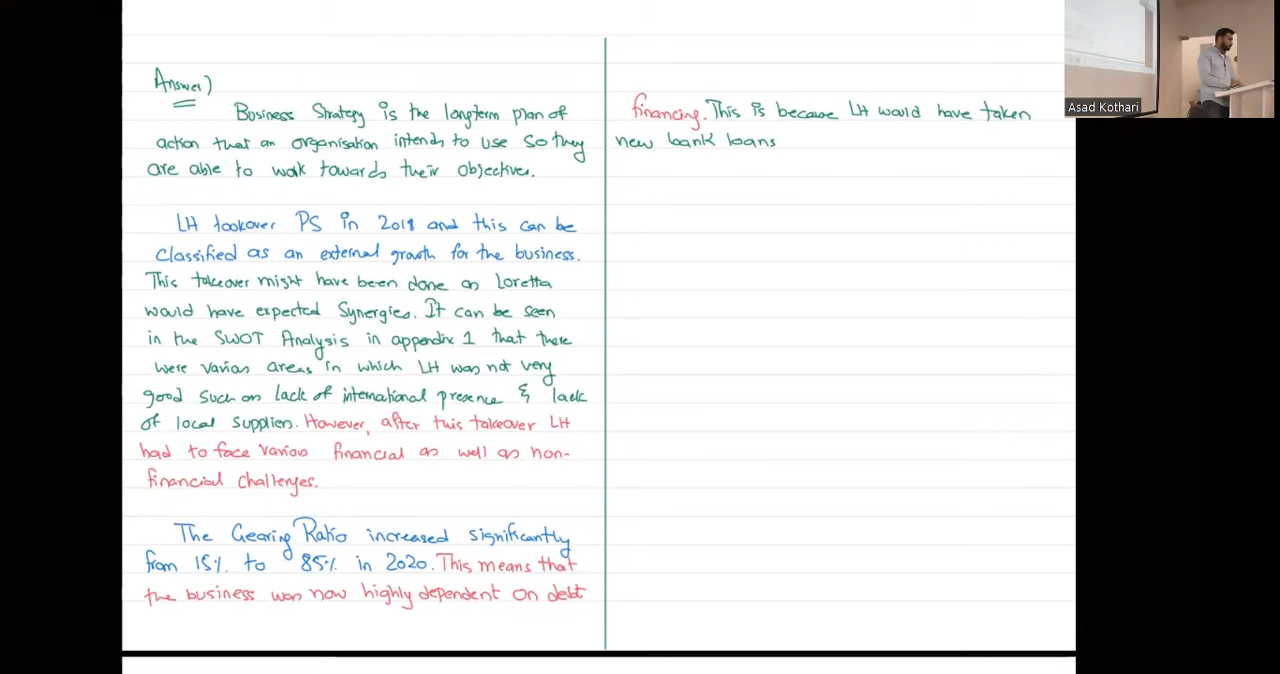 Answer)
Business Strategy is the longterm plan of
action that an organisation intends to use so they
are able to work towards their objectives.
LH tookover PS in 2018 and this can be
classified as an external growth for the business.
This takeover might have been done as Loretta
would have expected Synergies. It can be seen
in the SWOT Analysis in appendix 1 that there
were various areas in which LH was not very
good such as lack of international presence & lack
of local suppliers. However, after this takeover LH
had to face various financial as well as non-
financial challenges.
The Gearing Ratio increased significantly
from 15% to 85% in 2020. This means that
the business was now highly dependent on debt
financing. This is because LH would have taken
new bank loans
Asad Kothari